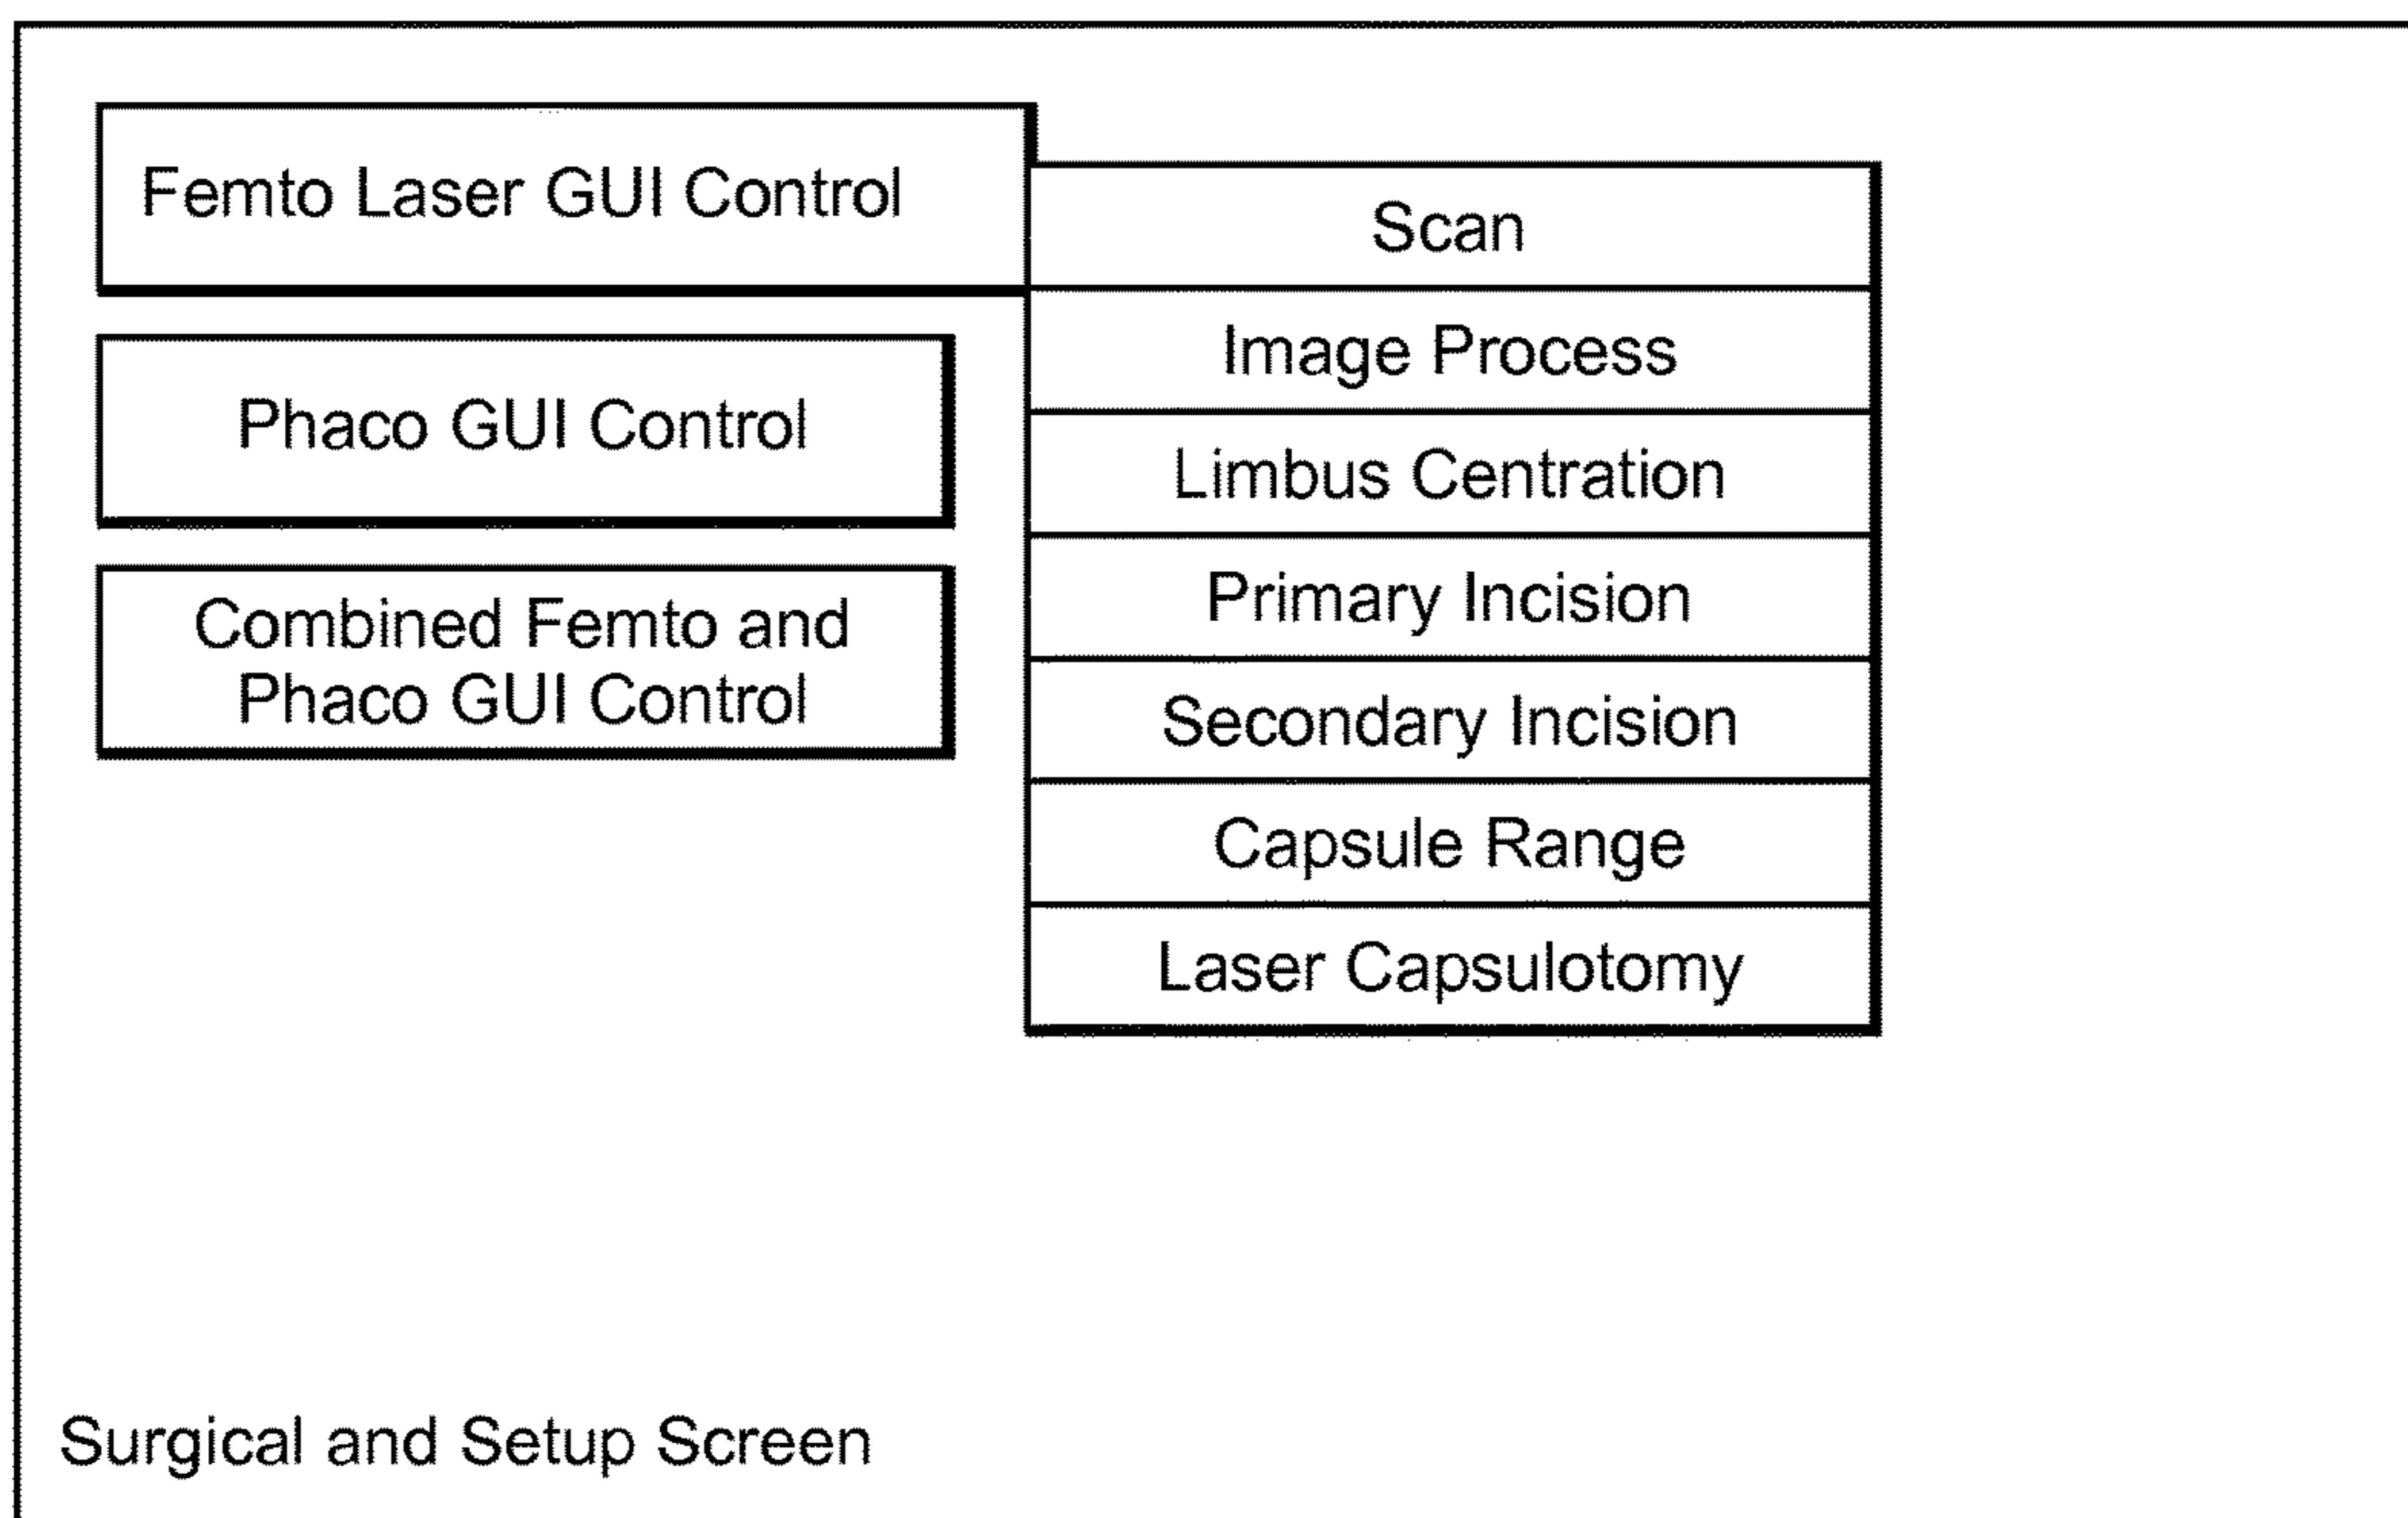 Femto Laser GUI Control
Phaco GUI Control
Combined Femto and
Phaco GUI Control
Scan
Image Process
Limbus Centration
Primary Incision
Secondary Incision
Capsule Range
Laser Capsulotomy
Surgical and Setup Screen